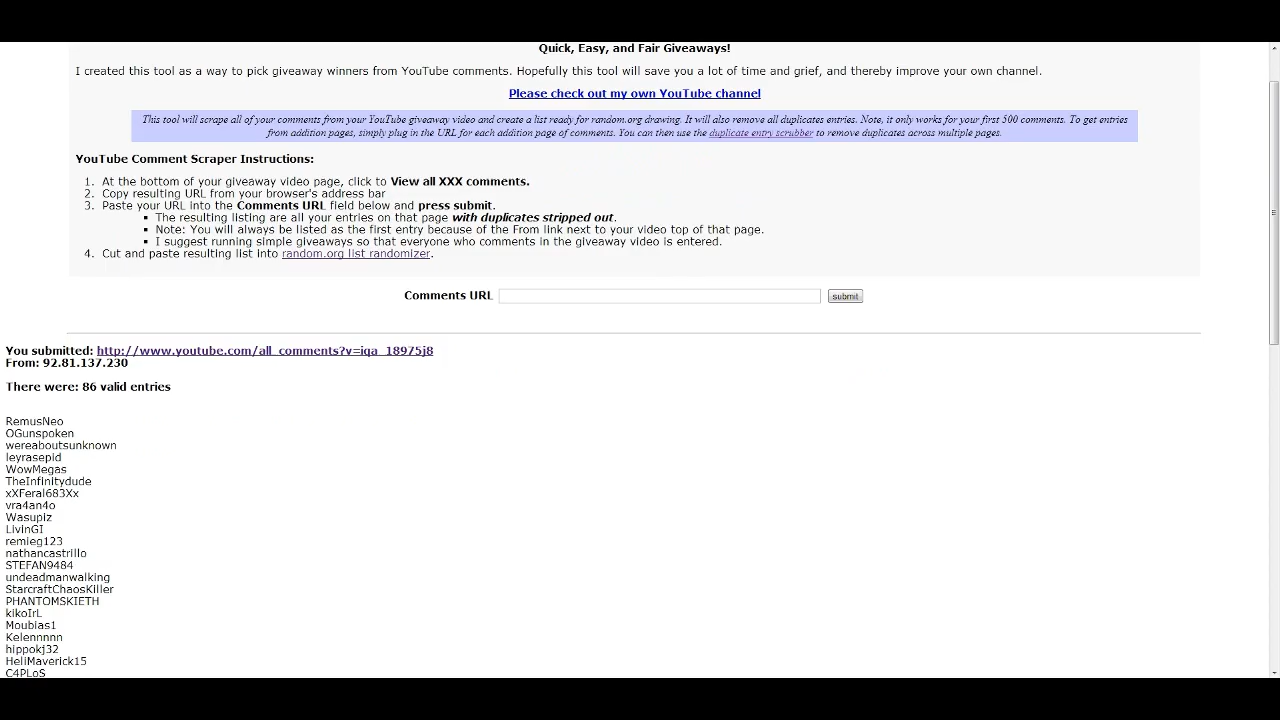 Quick, Easy, and Fair Giveaways!
I created this tool as a way to pick giveaway winners from YouTube comments. Hopefully this tool will save you a lot of time and grief, and thereby improve your own channel.
Please check out my own YouTube channel
This tool will scrape all of your comments from your YouTube giveaway video and create a list ready for random.org drawing. It will also remove all duplicates entries. Note, it only works for your first 500 comments. To get entries
from addition pages, simply plug in the URL for each addition page of comments. You can then use the duplicate entry scrubber to remove duplicates across multiple pages.
YouTube Comment Scraper Instructions:
1. At the bottom of your giveaway video page, click to View all XXX comments.
2. Copy resulting URL from your browser's address bar
3. Paste your URL into the Comments URL field below and press submit.
The resulting listing are all your entries on that page with duplicates stripped out.
Note: You will always be listed as the first entry because of the From link next to your video top of that page.
I suggest running simple giveaways so that everyone who comments in the giveaway video is entered.
4. Cut and paste resulting list into random.org list randomizer.
Comments URL submit
You submitted: http://www.youtube.com/all_comments?v=iqa_18975j8
From: 92.81.137.230
There were: 86 valid entries
RemusNeo
OGunspoken
wereaboutsunknown
leyrasepid
WowMegas
TheInfinitydude
xXFeral683Xx
vra4an4o
Wasupiz
LivinGI
remieg123
nathancastrillo
STEFAN9484
undeadmanwalking
StarcraftChaosKiller
PHANTOMSKIETH
kikoIrL
Moubias1
Kelennnnn
hippokj32
HeliMaverick15
C4PLoS